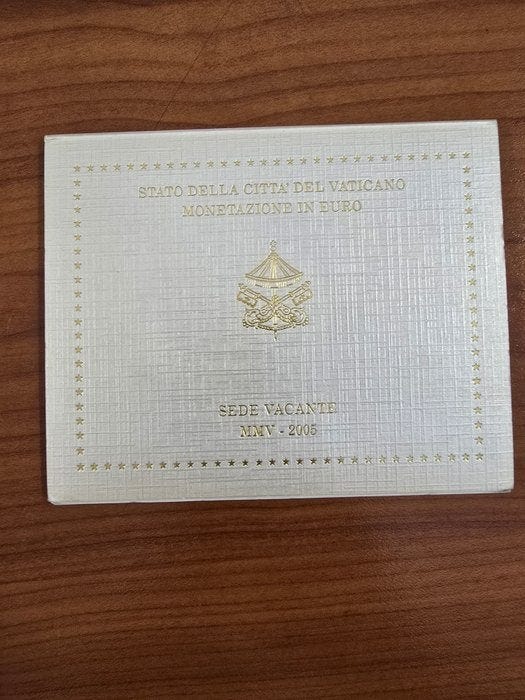 STATO DELLA CITTA' DEL VATICANO
MONETAZIONE IN EURO
SEDE VACANTE
MMV - 2005